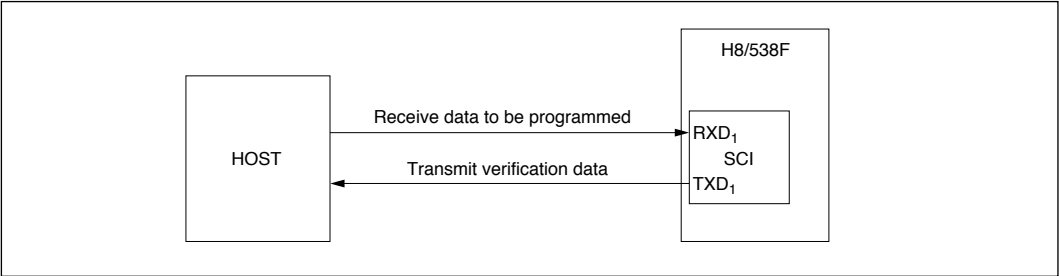 H8/538F
Receive data to be programmed
HOST
RXD₁
SCI
Transmit verification data
TXD₁